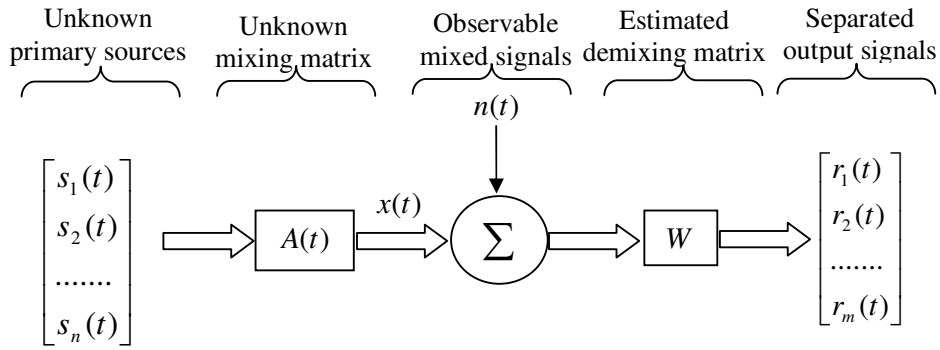 Unknown
primary sources
Unknown
mixing matrix
Observable
mixed signals
Estimated
demixing matrix
Separated
output signals
n(t)
s₁(t)
s₂(t)
.......
sₙ(t)
A(t)
x(t)
Σ
W
r₁(t)
r₂(t)
.......
rₘ(t)